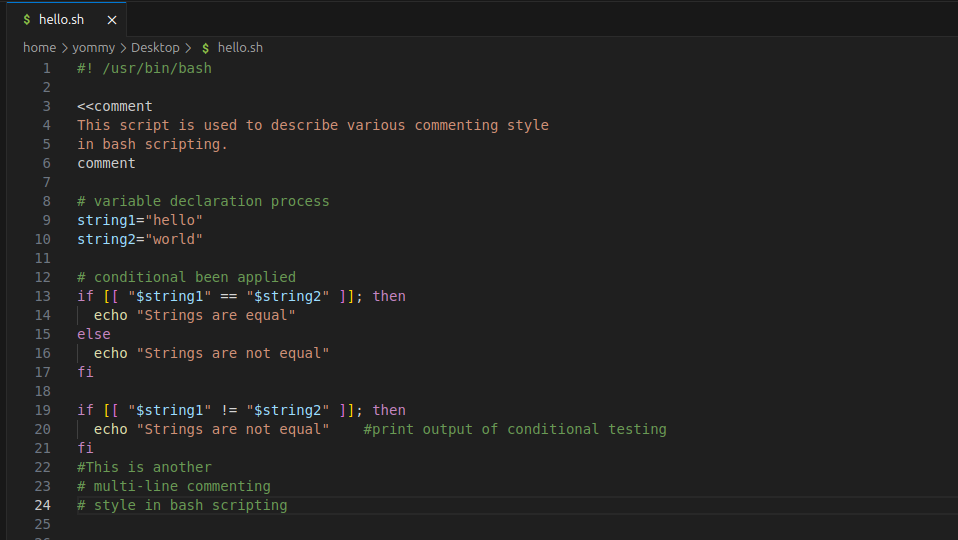 $ hello.sh ×
home > yommy > Desktop > $ hello.sh
1 #! /usr/bin/bash
2
3 <<comment
4 This script is used to describe various commenting style
5 in bash scripting.
6 comment
7
8 # variable declaration process
9 string1="hello"
10 string2="world"
11
12 # conditional been applied
13 if [[ "$string1" == "$string2" ]]; then
14   echo "Strings are equal"
15 else
16   echo "Strings are not equal"
17 fi
18
19 if [[ "$string1" != "$string2" ]]; then
20   echo "Strings are not equal"    #print output of conditional testing
21 fi
22 #This is another
23 # multi-line commenting
24 # style in bash scripting
25